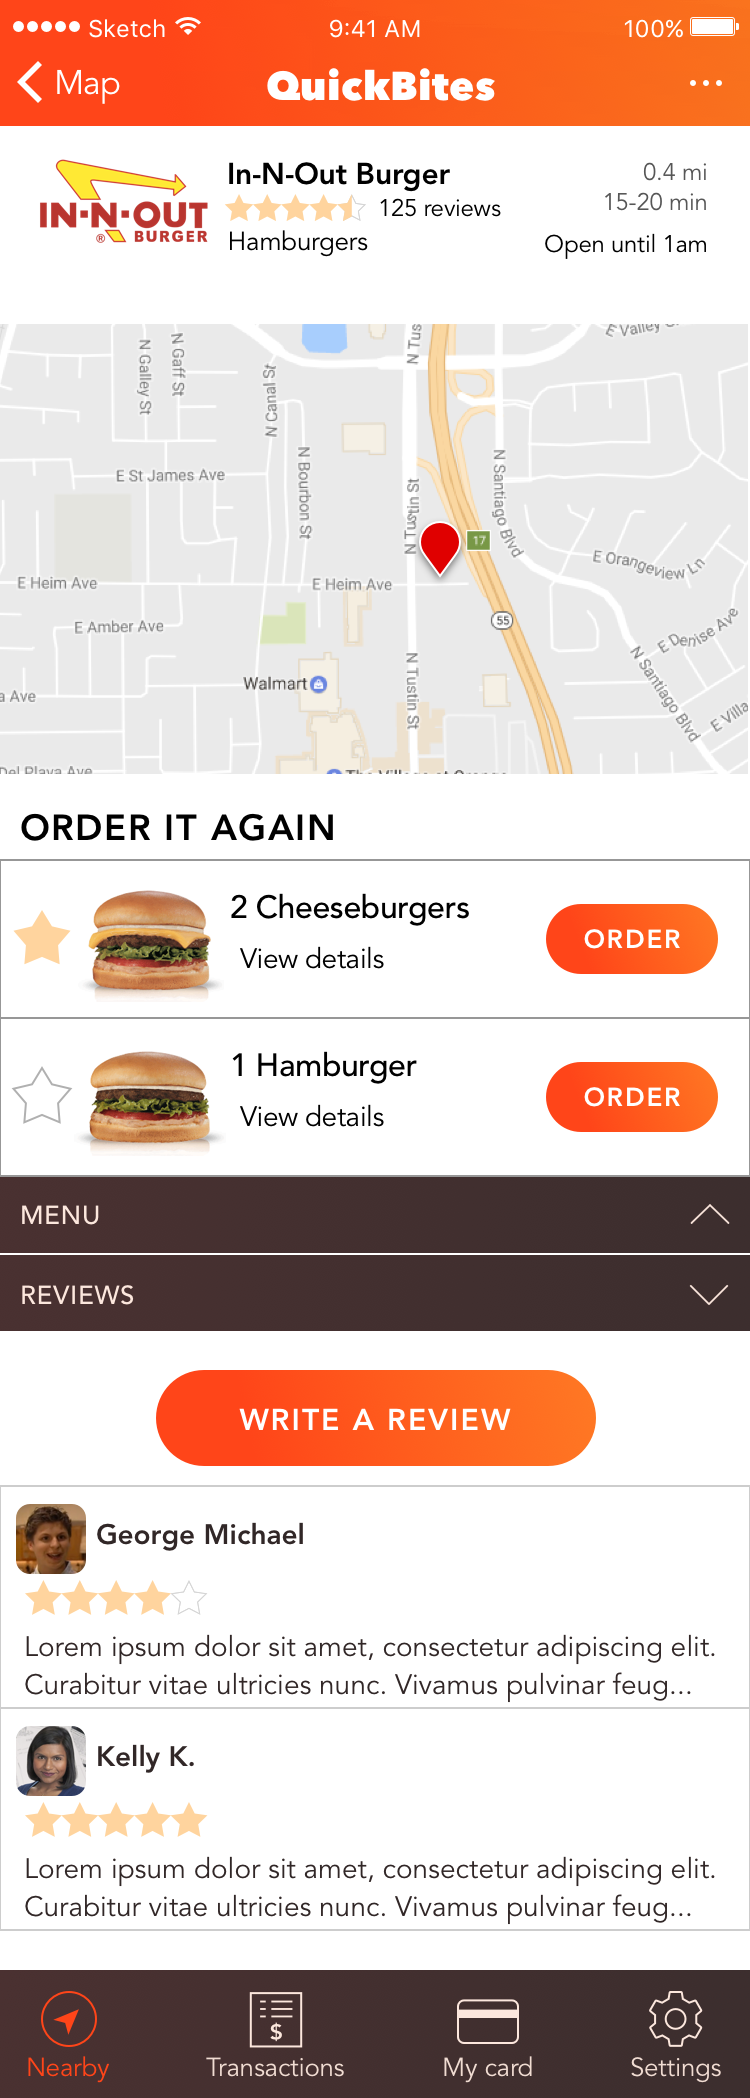 Sketch 9:41 AM 100%
Map QuickBites
In-N-Out Burger 0.4 mi
IN-N-OUT
® BURGER
125 reviews 15-20 min
Hamburgers Open until 1am
E Valley
N Tus
N Gaff St
N Galley St
N Canal St
N Bourbon St
N Santiago Blvd
E St James Ave
N Tustin St
17
E Orangeview Ln
E Heim Ave
E Heim Ave
55
E Amber Ave
E Denise Ave
N Santiago Blvd
Walmart
N Tustin St
a Ave
E Villa
Del Playa Ave
The Village at Orange
ORDER IT AGAIN
2 Cheeseburgers
View details
ORDER
1 Hamburger
View details
ORDER
MENU
REVIEWS
WRITE A REVIEW
George Michael
Lorem ipsum dolor sit amet, consectetur adipiscing elit.
Curabitur vitae ultricies nunc. Vivamus pulvinar feug...
Kelly K.
Lorem ipsum dolor sit amet, consectetur adipiscing elit.
Curabitur vitae ultricies nunc. Vivamus pulvinar feug...
$
Nearby Transactions My card Settings